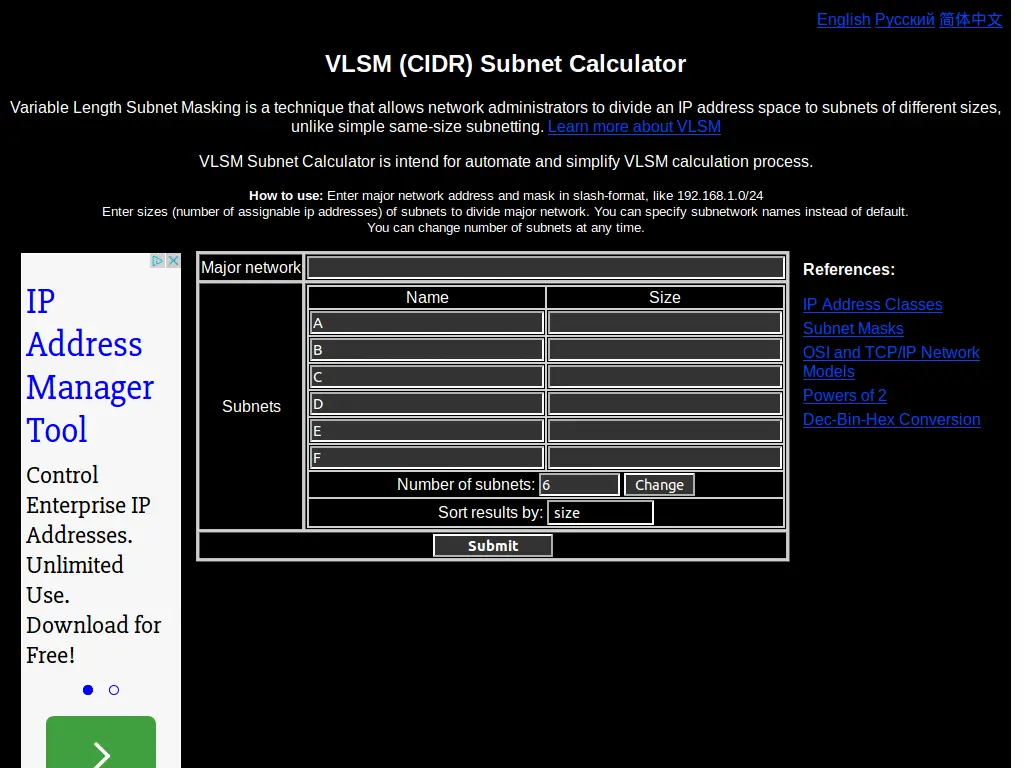 English Русский 简体中文
VLSM (CIDR) Subnet Calculator
Variable Length Subnet Masking is a technique that allows network administrators to divide an IP address space to subnets of different sizes,
unlike simple same-size subnetting. Learn more about VLSM
VLSM Subnet Calculator is intend for automate and simplify VLSM calculation process.
How to use: Enter major network address and mask in slash-format, like 192.168.1.0/24
Enter sizes (number of assignable ip addresses) of subnets to divide major network. You can specify subnetwork names instead of default.
You can change number of subnets at any time.
IP
Address
Manager
Tool
Control
Enterprise IP
Addresses.
Unlimited
Use.
Download for
Free!
Major network
Subnets
Name Size
A
B
C
D
E
F
Number of subnets: 6 Change
Sort results by: size
Submit
References:
IP Address Classes
Subnet Masks
OSI and TCP/IP Network
Models
Powers of 2
Dec-Bin-Hex Conversion